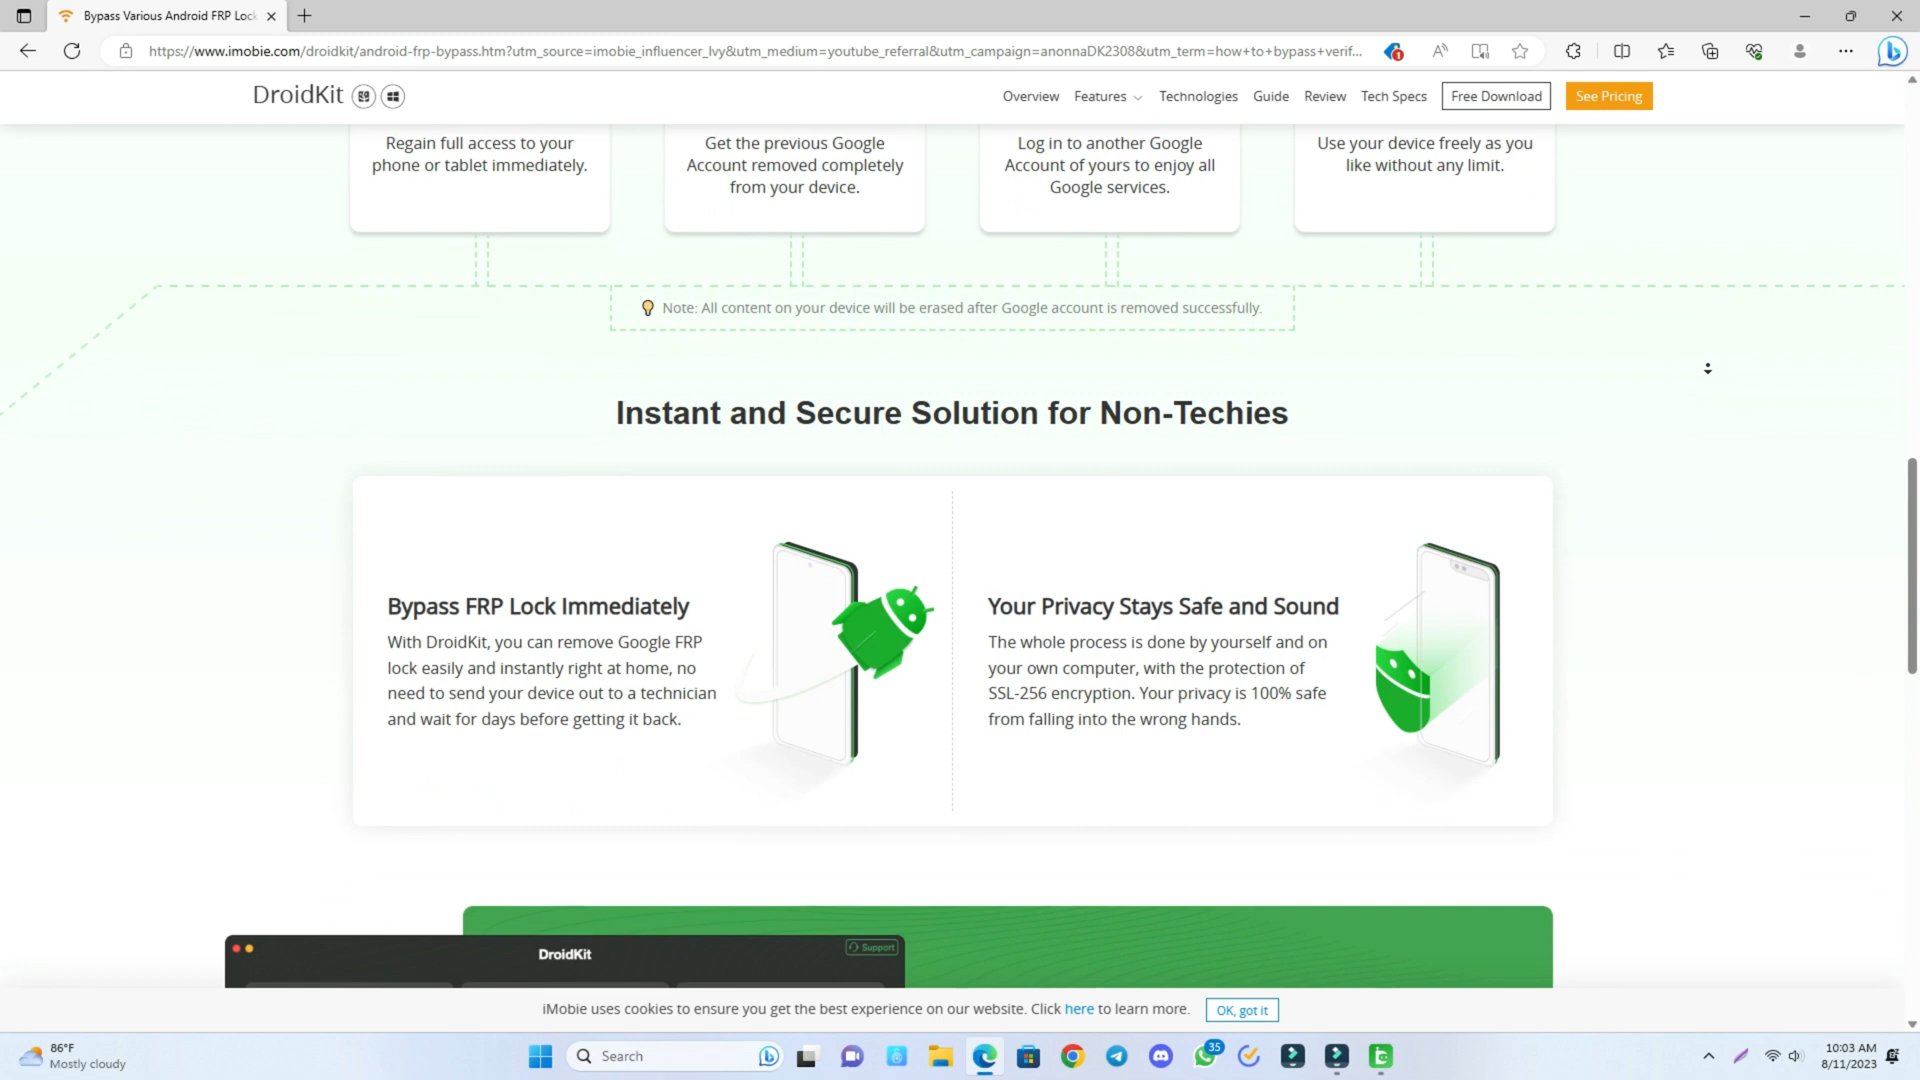 Bypass Various Android FRP Lock
https://www.imobie.com/droidkit/android-frp-bypass.htm?utm_source=imobie_influencer_Ivy&utm_medium=youtube_referral&utm_campaign=anonnaDK2308&utm_term=how+to+bypass+verif...
1
DroidKit
Overview
Features
Technologies
Guide
Review
Tech Specs
Free Download
See Pricing
Regain full access to your
phone or tablet immediately.
Get the previous Google
Account removed completely
from your device.
Log in to another Google
Account of yours to enjoy all
Google services.
Use your device freely as you
like without any limit.
Note: All content on your device will be erased after Google account is removed successfully.
Instant and Secure Solution for Non-Techies
Bypass FRP Lock Immediately
With DroidKit, you can remove Google FRP
lock easily and instantly right at home, no
need to send your device out to a technician
and wait for days before getting it back.
Your Privacy Stays Safe and Sound
The whole process is done by yourself and on
your own computer, with the protection of
SSL-256 encryption. Your privacy is 100% safe
from falling into the wrong hands.
DroidKit
Support
iMobie uses cookies to ensure you get the best experience on our website. Click here to learn more.
OK, got it
86°F
Mostly cloudy
Search
35
10:03 AM
8/11/2023